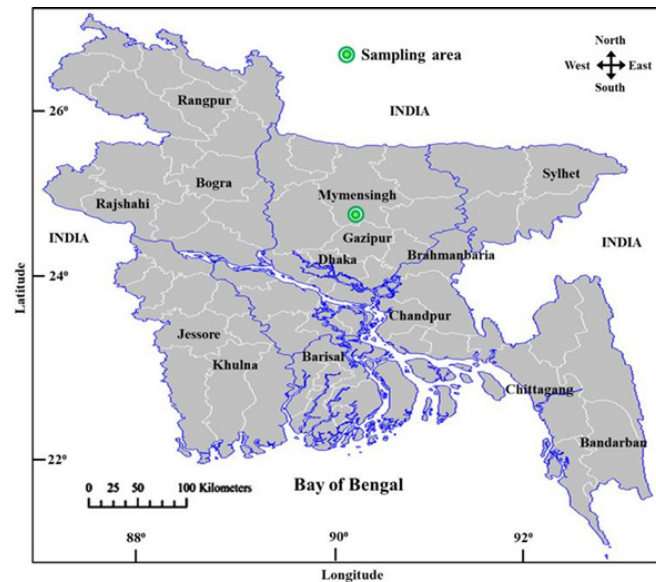 Sampling area
North
West East
South
26°
INDIA
Rangpur
Sylhet
Bogra
Mymensingh
Rajshahi
INDIA
Gazipur
INDIA
Dhaka
Brahmanbaria
24°
Latitude
Chandpur
Jessore
Barisal
Khulna
Chittagang
Bandarban
22°
Bay of Bengal
0 25 50 100 Kilometers
88° 90° 92°
Longitude